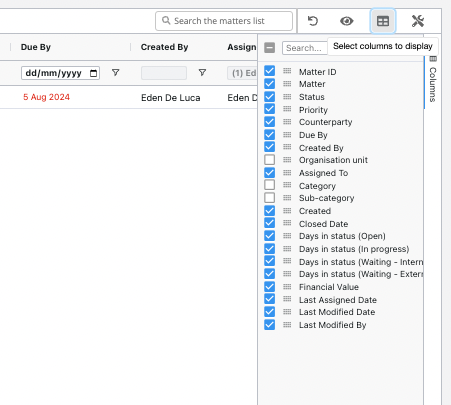 Search the matters list
Due By Created By Assign
Search... Select columns to display
dd/mm/yyyy (1) Ed
Columns
5 Aug 2024 Eden De Luca Eden D
Matter ID
Matter
Status
Priority
Counterparty
Due By
Created By
Organisation unit
Assigned To
Category
Sub-category
Created
Closed Date
Days in status (Open)
Days in status (In progress)
Days in status (Waiting - Intern
Days in status (Waiting - Extern
Financial Value
Last Assigned Date
Last Modified Date
Last Modified By